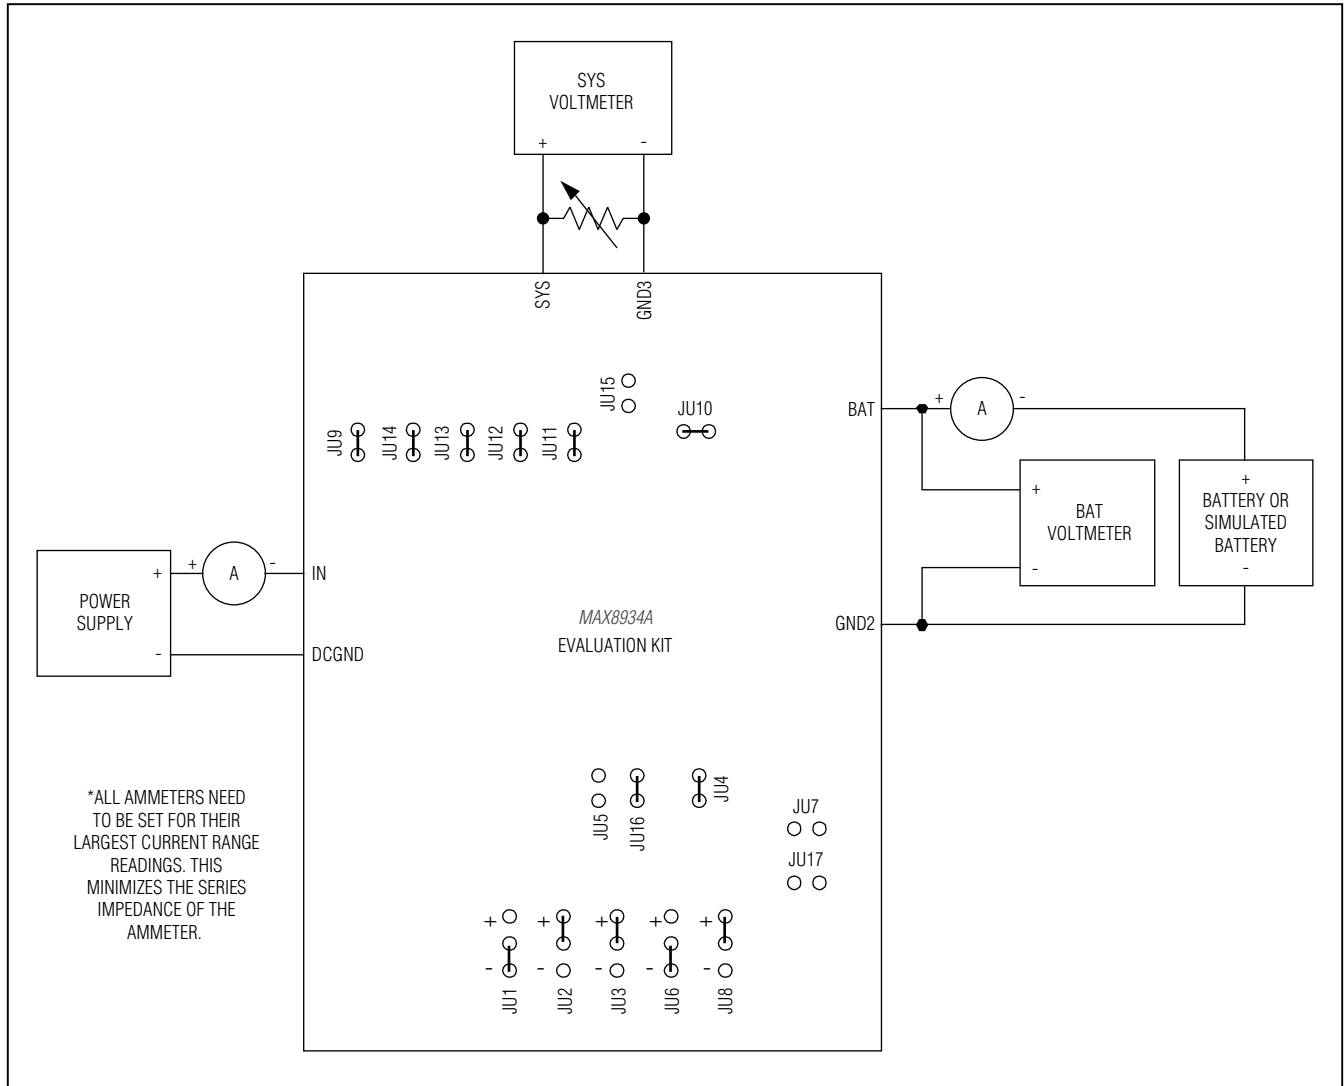 SYS
VOLTMETER
+ -
SYS
GND3
JU15
JU10
JU9
JU14
JU13
JU12
JU11
BAT
+ A -
+
BAT
VOLTMETER
-
+
BATTERY OR
SIMULATED
BATTERY
-
POWER
SUPPLY
+
-
+ A -
IN
DCGND
MAX8934A
EVALUATION KIT
GND2
*ALL AMMETERS NEED
TO BE SET FOR THEIR
LARGEST CURRENT RANGE
READINGS. THIS
MINIMIZES THE SERIES
IMPEDANCE OF THE
AMMETER.
JU5
JU16
JU4
JU7
JU17
+ + + + +
- - - - -
JU1
JU2
JU3
JU6
JU8